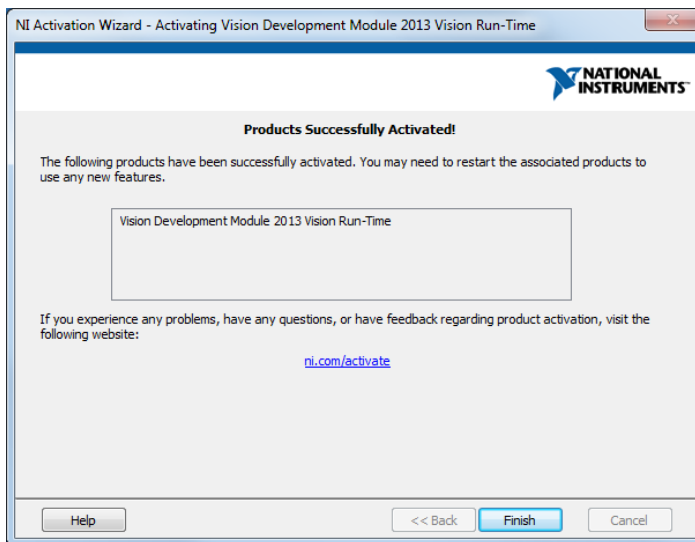 NI Activation Wizard - Activating Vision Development Module 2013 Vision Run-Time
NATIONAL
INSTRUMENTS™
Products Successfully Activated!
The following products have been successfully activated. You may need to restart the associated products to
use any new features.
Vision Development Module 2013 Vision Run-Time
If you experience any problems, have any questions, or have feedback regarding product activation, visit the
following website:
ni.com/activate
Help
<< Back
Finish
Cancel